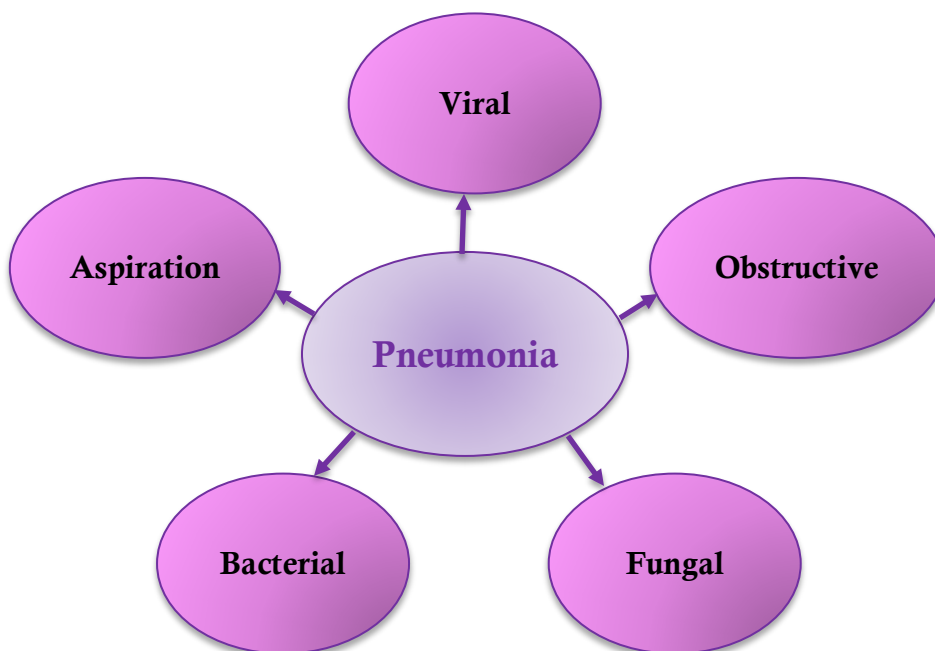 Viral
Aspiration
Obstructive
Pneumonia
Bacterial
Fungal